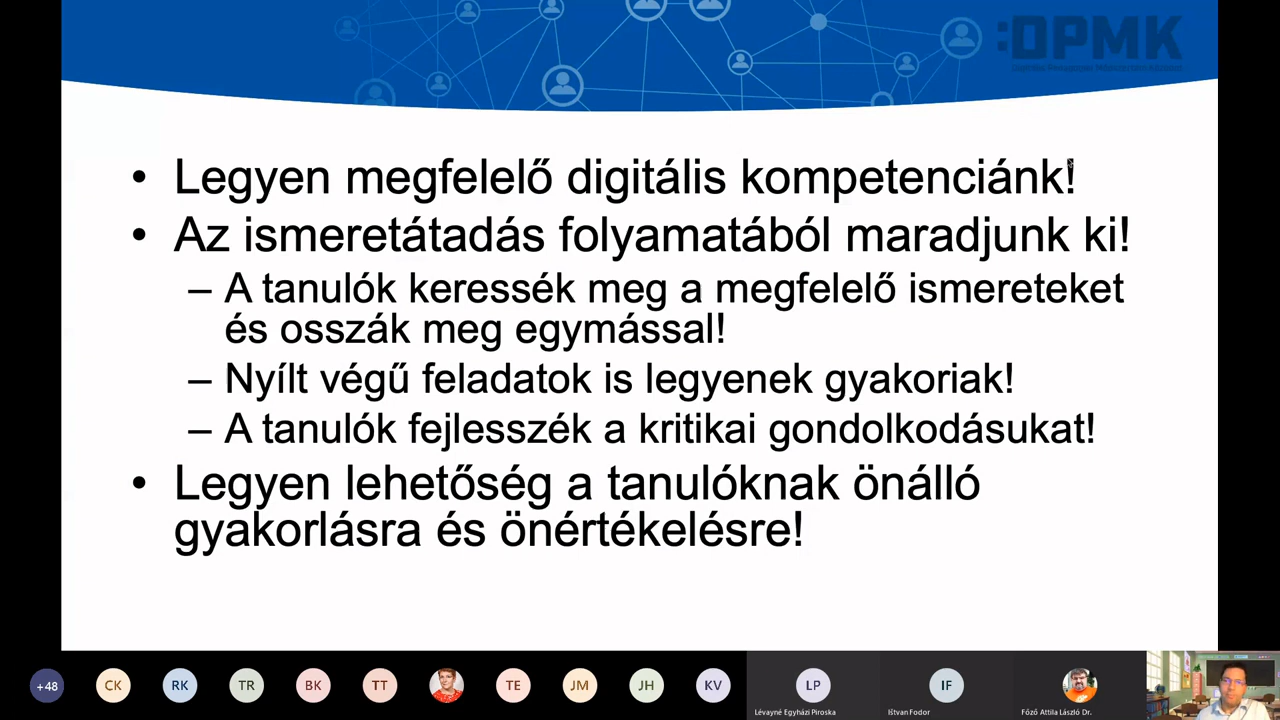 :DPMK
• Legyen megfelelő digitális kompetenciánk!
• Az ismeretátadás folyamatából maradjunk ki!
– A tanulók keressék meg a megfelelő ismereteket
és osszák meg egymással!
– Nyílt végű feladatok is legyenek gyakoriak!
– A tanulók fejlesszék a kritikai gondolkodásukat!
• Legyen lehetőség a tanulóknak önálló
gyakorlásra és önértékelésre!
+48 CK RK TR BK TT TE JM JH KV LP IF
Lévayné Egyházi Piroska IStvan Fodor Főző Attila László Dr.